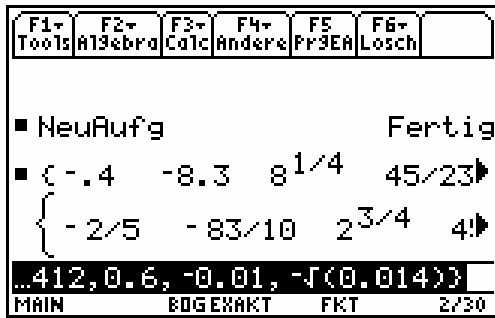 F1▾ F2▾ F3▾ F4▾ F5 F6▾
Tools Algebra Calc Andere PrgEA Lösch
▪ NeuAufg Fertig
▪ {-.4 -8.3 8^1/4 45/23▶
{-2/5 -83/10 2^3/4 45▶
…412,0.6,-0.01,-√(0.014)}
MAIN BOG EXAKT FKT 2/30